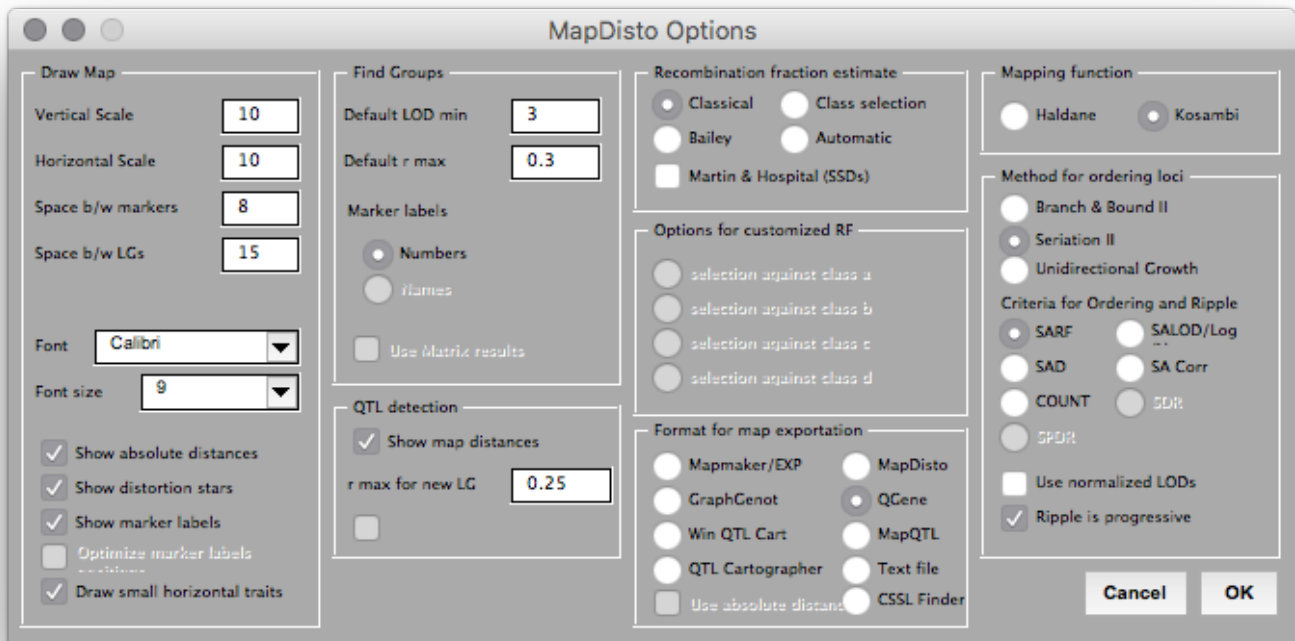 MapDisto Options
Draw Map
Vertical Scale 10
Horizontal Scale 10
Space b/w markers 8
Space b/w LGs 15
Font Calibri
Font size 9
Show absolute distances
Show distortion stars
Show marker labels
Optimize marker labels
Draw small horizontal traits
Find Groups
Default LOD min 3
Default r max 0.3
Marker labels
Numbers
Names
Use Matrix results
QTL detection
Show map distances
r max for new LG 0.25
Recombination fraction estimate
Classical Class selection
Bailey Automatic
Martin & Hospital (SSDs)
Options for customized RF
selection against class a
selection against class b
selection against class c
selection against class d
Format for map exportation
Mapmaker/EXP MapDisto
GraphGenot QGene
Win QTL Cart MapQTL
QTL Cartographer Text file
Use absolute distanc CSSL Finder
Mapping function
Haldane Kosambi
Method for ordering loci
Branch & Bound II
Seriation II
Unidirectional Growth
Criteria for Ordering and Ripple
SARF SALOD/Log
SAD SA Corr
COUNT SDR
SPDR
Use normalized LODs
Ripple is progressive
Cancel OK